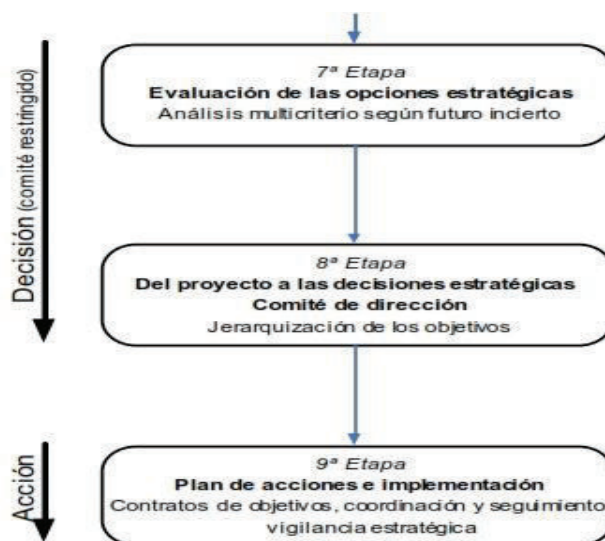 Decisión (comité restringido)
7ª Etapa
Evaluación de las opciones estratégicas
Análisis multicriterio según futuro incierto
8ª Etapa
Del proyecto a las decisiones estratégicas
Comité de dirección
Jerarquización de los objetivos
Acción
9ª Etapa
Plan de acciones e implementación
Contratos de objetivos, coordinación y seguimiento
vigilancia estratégica